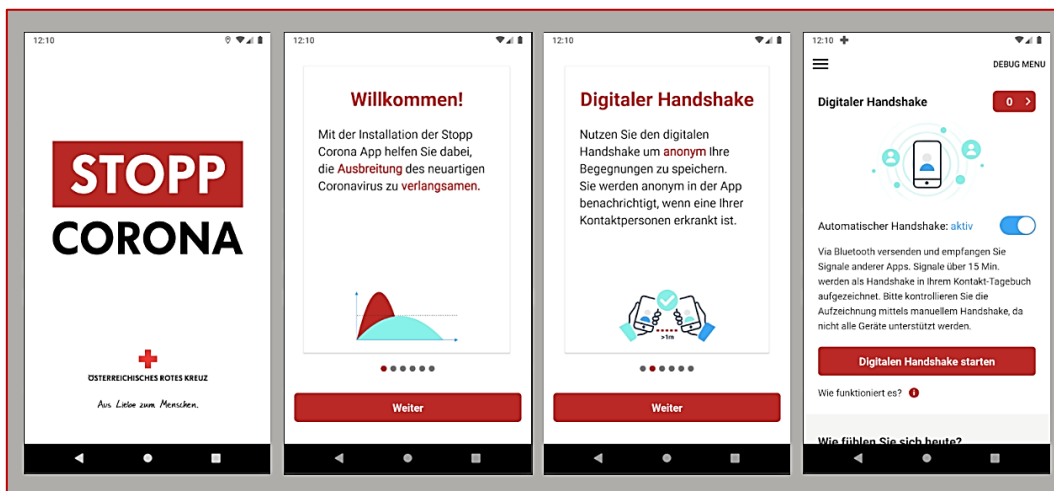 12:10
STOPP
CORONA
ÖSTERREICHISCHES ROTES KREUZ
Aus Liebe zum Menschen.
12:10
Willkommen!
Mit der Installation der Stopp
Corona App helfen Sie dabei,
die Ausbreitung des neuartigen
Coronavirus zu verlangsamen.
Weiter
12:10
Digitaler Handshake
Nutzen Sie den digitalen
Handshake um anonym Ihre
Begegnungen zu speichern.
Sie werden anonym in der App
benachrichtigt, wenn eine Ihrer
Kontaktpersonen erkrankt ist.
>1m
Weiter
12:10
DEBUG MENU
Digitaler Handshake
0 >
Automatischer Handshake: aktiv
Via Bluetooth versenden und empfangen Sie
Signale anderer Apps. Signale über 15 Min.
werden als Handshake in Ihrem Kontakt-Tagebuch
aufgezeichnet. Bitte kontrollieren Sie die
Aufzeichnung mittels manuellem Handshake, da
nicht alle Geräte unterstützt werden.
Digitalen Handshake starten
Wie funktioniert es?
Wie fühlen Sie sich heute?